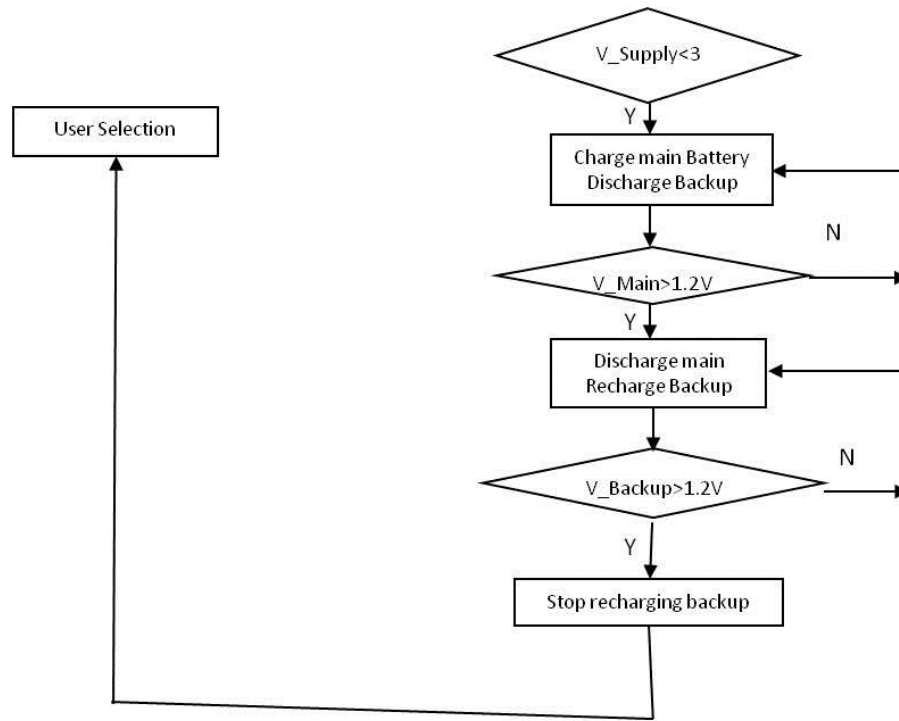 V_Supply<3
Y
User Selection
Charge main Battery
Discharge Backup
N
V_Main>1.2V
Y
Discharge main
Recharge Backup
N
V_Backup>1.2V
Y
Stop recharging backup